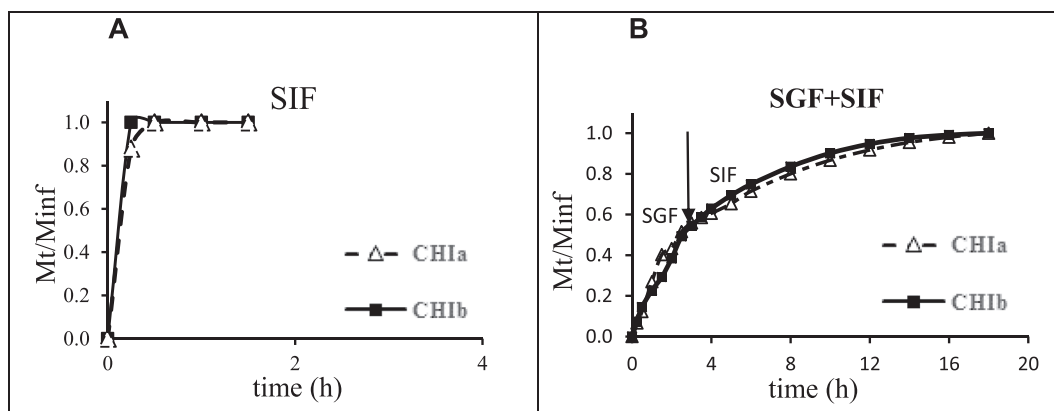 A
SIF
1.0
0.8
0.6
0.4
0.2
0.0
Mt/Minf
CHIa
CHIb
0
2
4
time (h)
B
SGF+SIF
1.0
0.8
0.6
0.4
0.2
0.0
Mt/Minf
SGF
SIF
CHIa
CHIb
0 4 8 12 16 20
time (h)